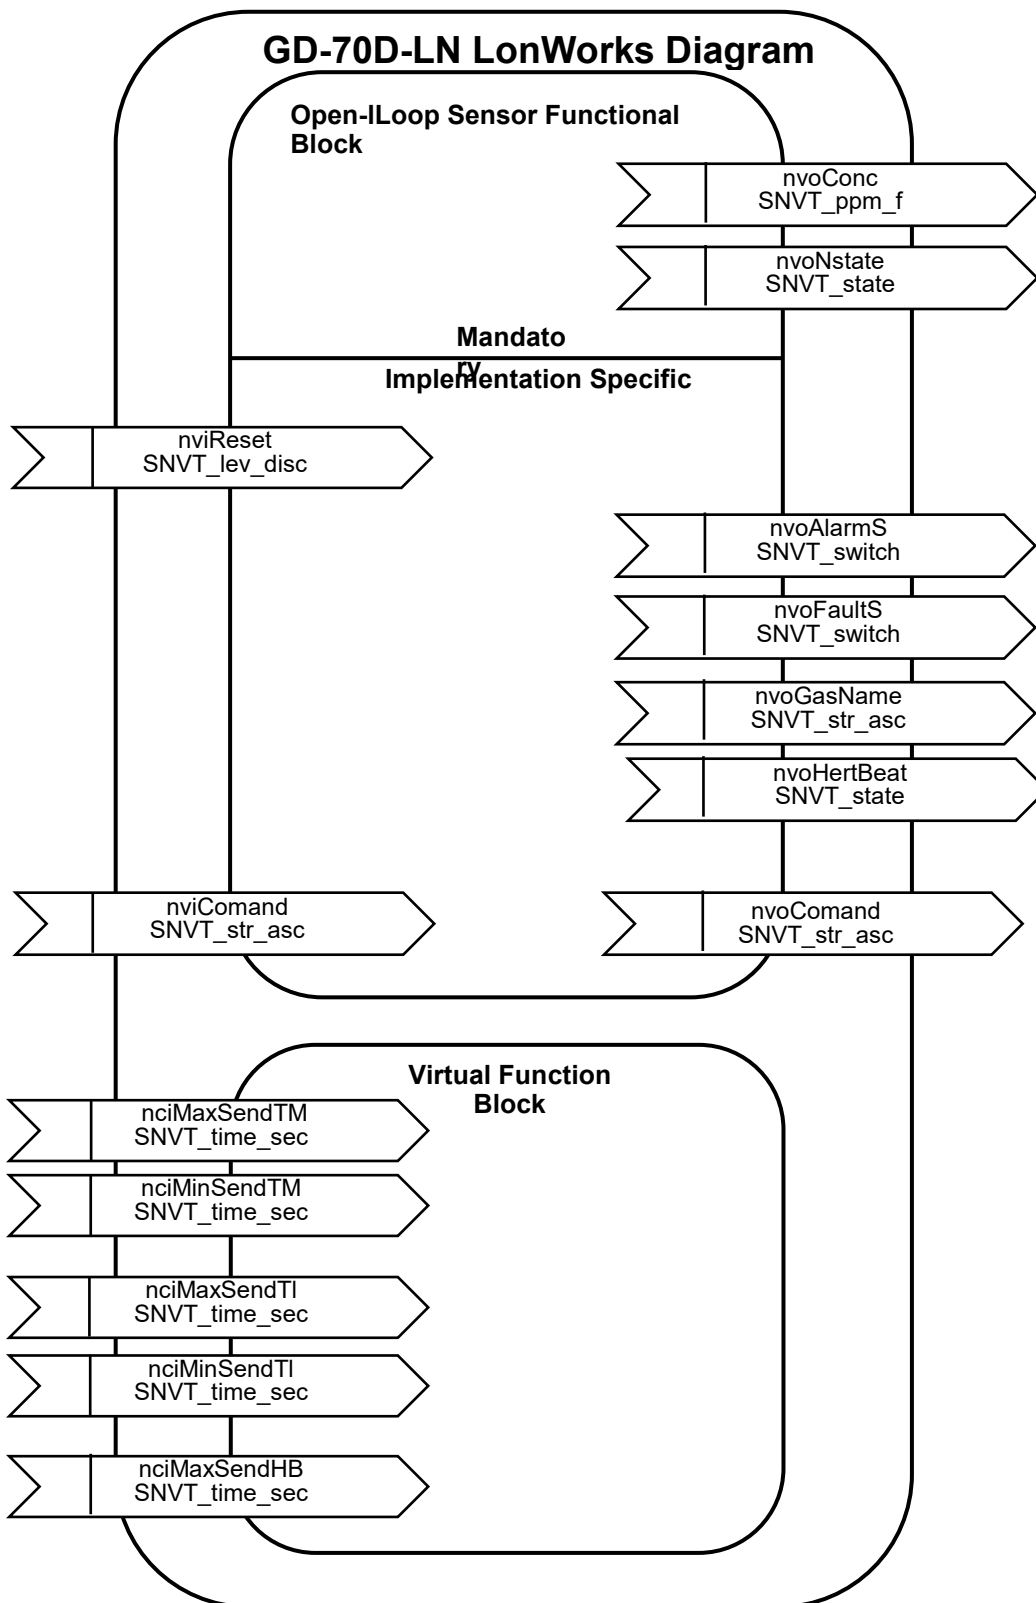 GD-70D-LN LonWorks Diagram
Open-lLoop Sensor Functional
Block
nvoConc
SNVT_ppm_f
nvoNstate
SNVT_state
Mandato
ry
Implementation Specific
nviReset
SNVT_lev_disc
nvoAlarmS
SNVT_switch
nvoFaultS
SNVT_switch
nvoGasName
SNVT_str_asc
nvoHertBeat
SNVT_state
nviComand
SNVT_str_asc
nvoComand
SNVT_str_asc
Virtual Function
Block
nciMaxSendTM
SNVT_time_sec
nciMinSendTM
SNVT_time_sec
nciMaxSendTl
SNVT_time_sec
nciMinSendTl
SNVT_time_sec
nciMaxSendHB
SNVT_time_sec